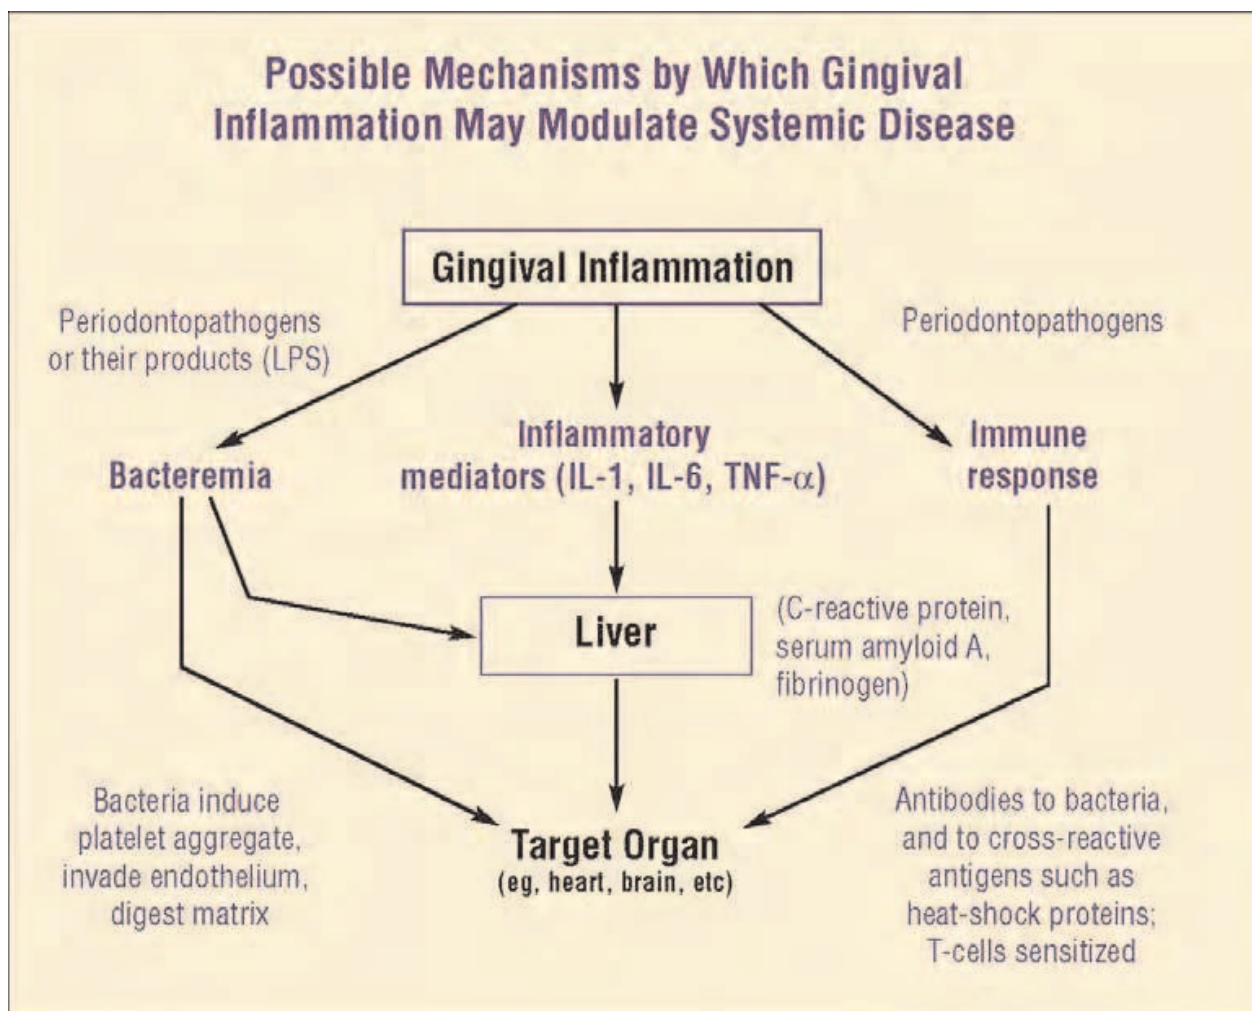 Possible Mechanisms by Which Gingival
Inflammation May Modulate Systemic Disease
Gingival Inflammation
Periodontopathogens
or their products (LPS)
Periodontopathogens
Bacteremia
Inflammatory
mediators (IL-1, IL-6, TNF-α)
Immune
response
Liver
(C-reactive protein,
serum amyloid A,
fibrinogen)
Bacteria induce
platelet aggregate,
invade endothelium,
digest matrix
Target Organ
(eg, heart, brain, etc)
Antibodies to bacteria,
and to cross-reactive
antigens such as
heat-shock proteins;
T-cells sensitized